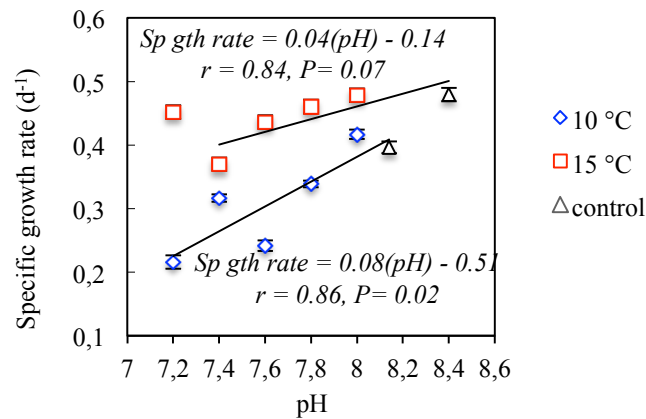 0,6
0,5
0,4
0,3
0,2
0,1
Specific growth rate (d-1)
Sp gth rate = 0.04(pH) - 0.14
r = 0.84, P= 0.07
Sp gth rate = 0.08(pH) - 0.51
r = 0.86, P= 0.02
7 7,2 7,4 7,6 7,8 8 8,2 8,4 8,6
pH
10 °C
15 °C
control